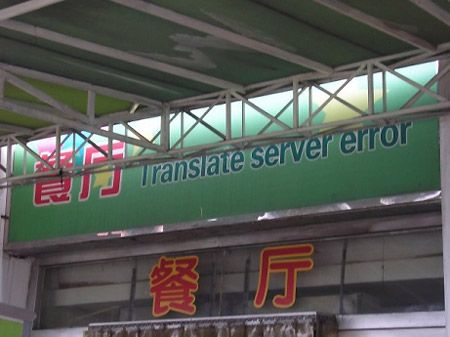 餐厅 Translate server error
餐厅